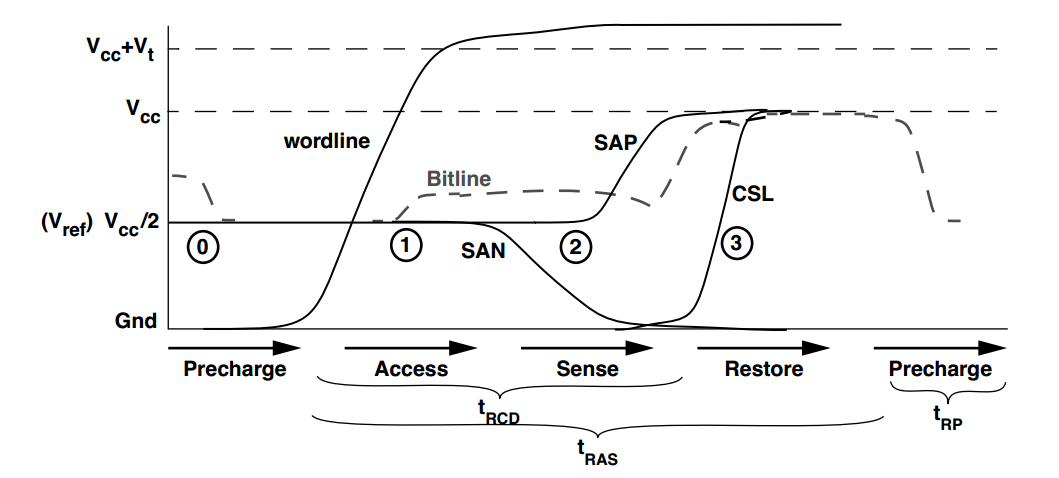 Vcc+Vt
Vcc
wordline
SAP
Bitline
CSL
(Vref) Vcc/2
0
1
SAN
2
3
Gnd
Precharge
Access
Sense
Restore
Precharge
tRCD
tRP
tRAS